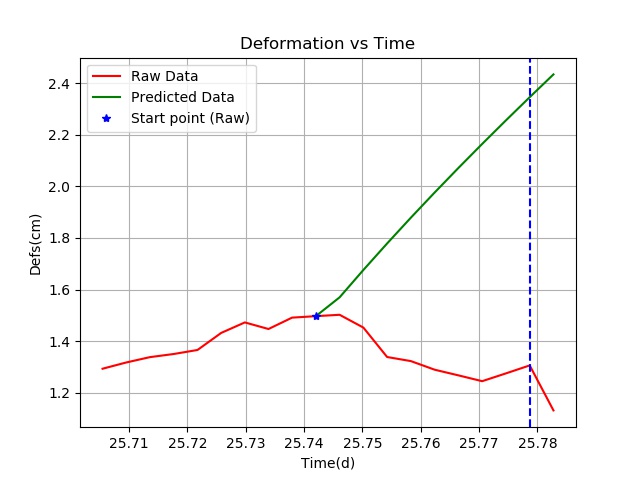 Deformation vs Time
Raw Data
Predicted Data
Start point (Raw)
Defs(cm)
2.4
2.2
2.0
1.8
1.6
1.4
1.2
25.71 25.72 25.73 25.74 25.75 25.76 25.77 25.78
Time(d)